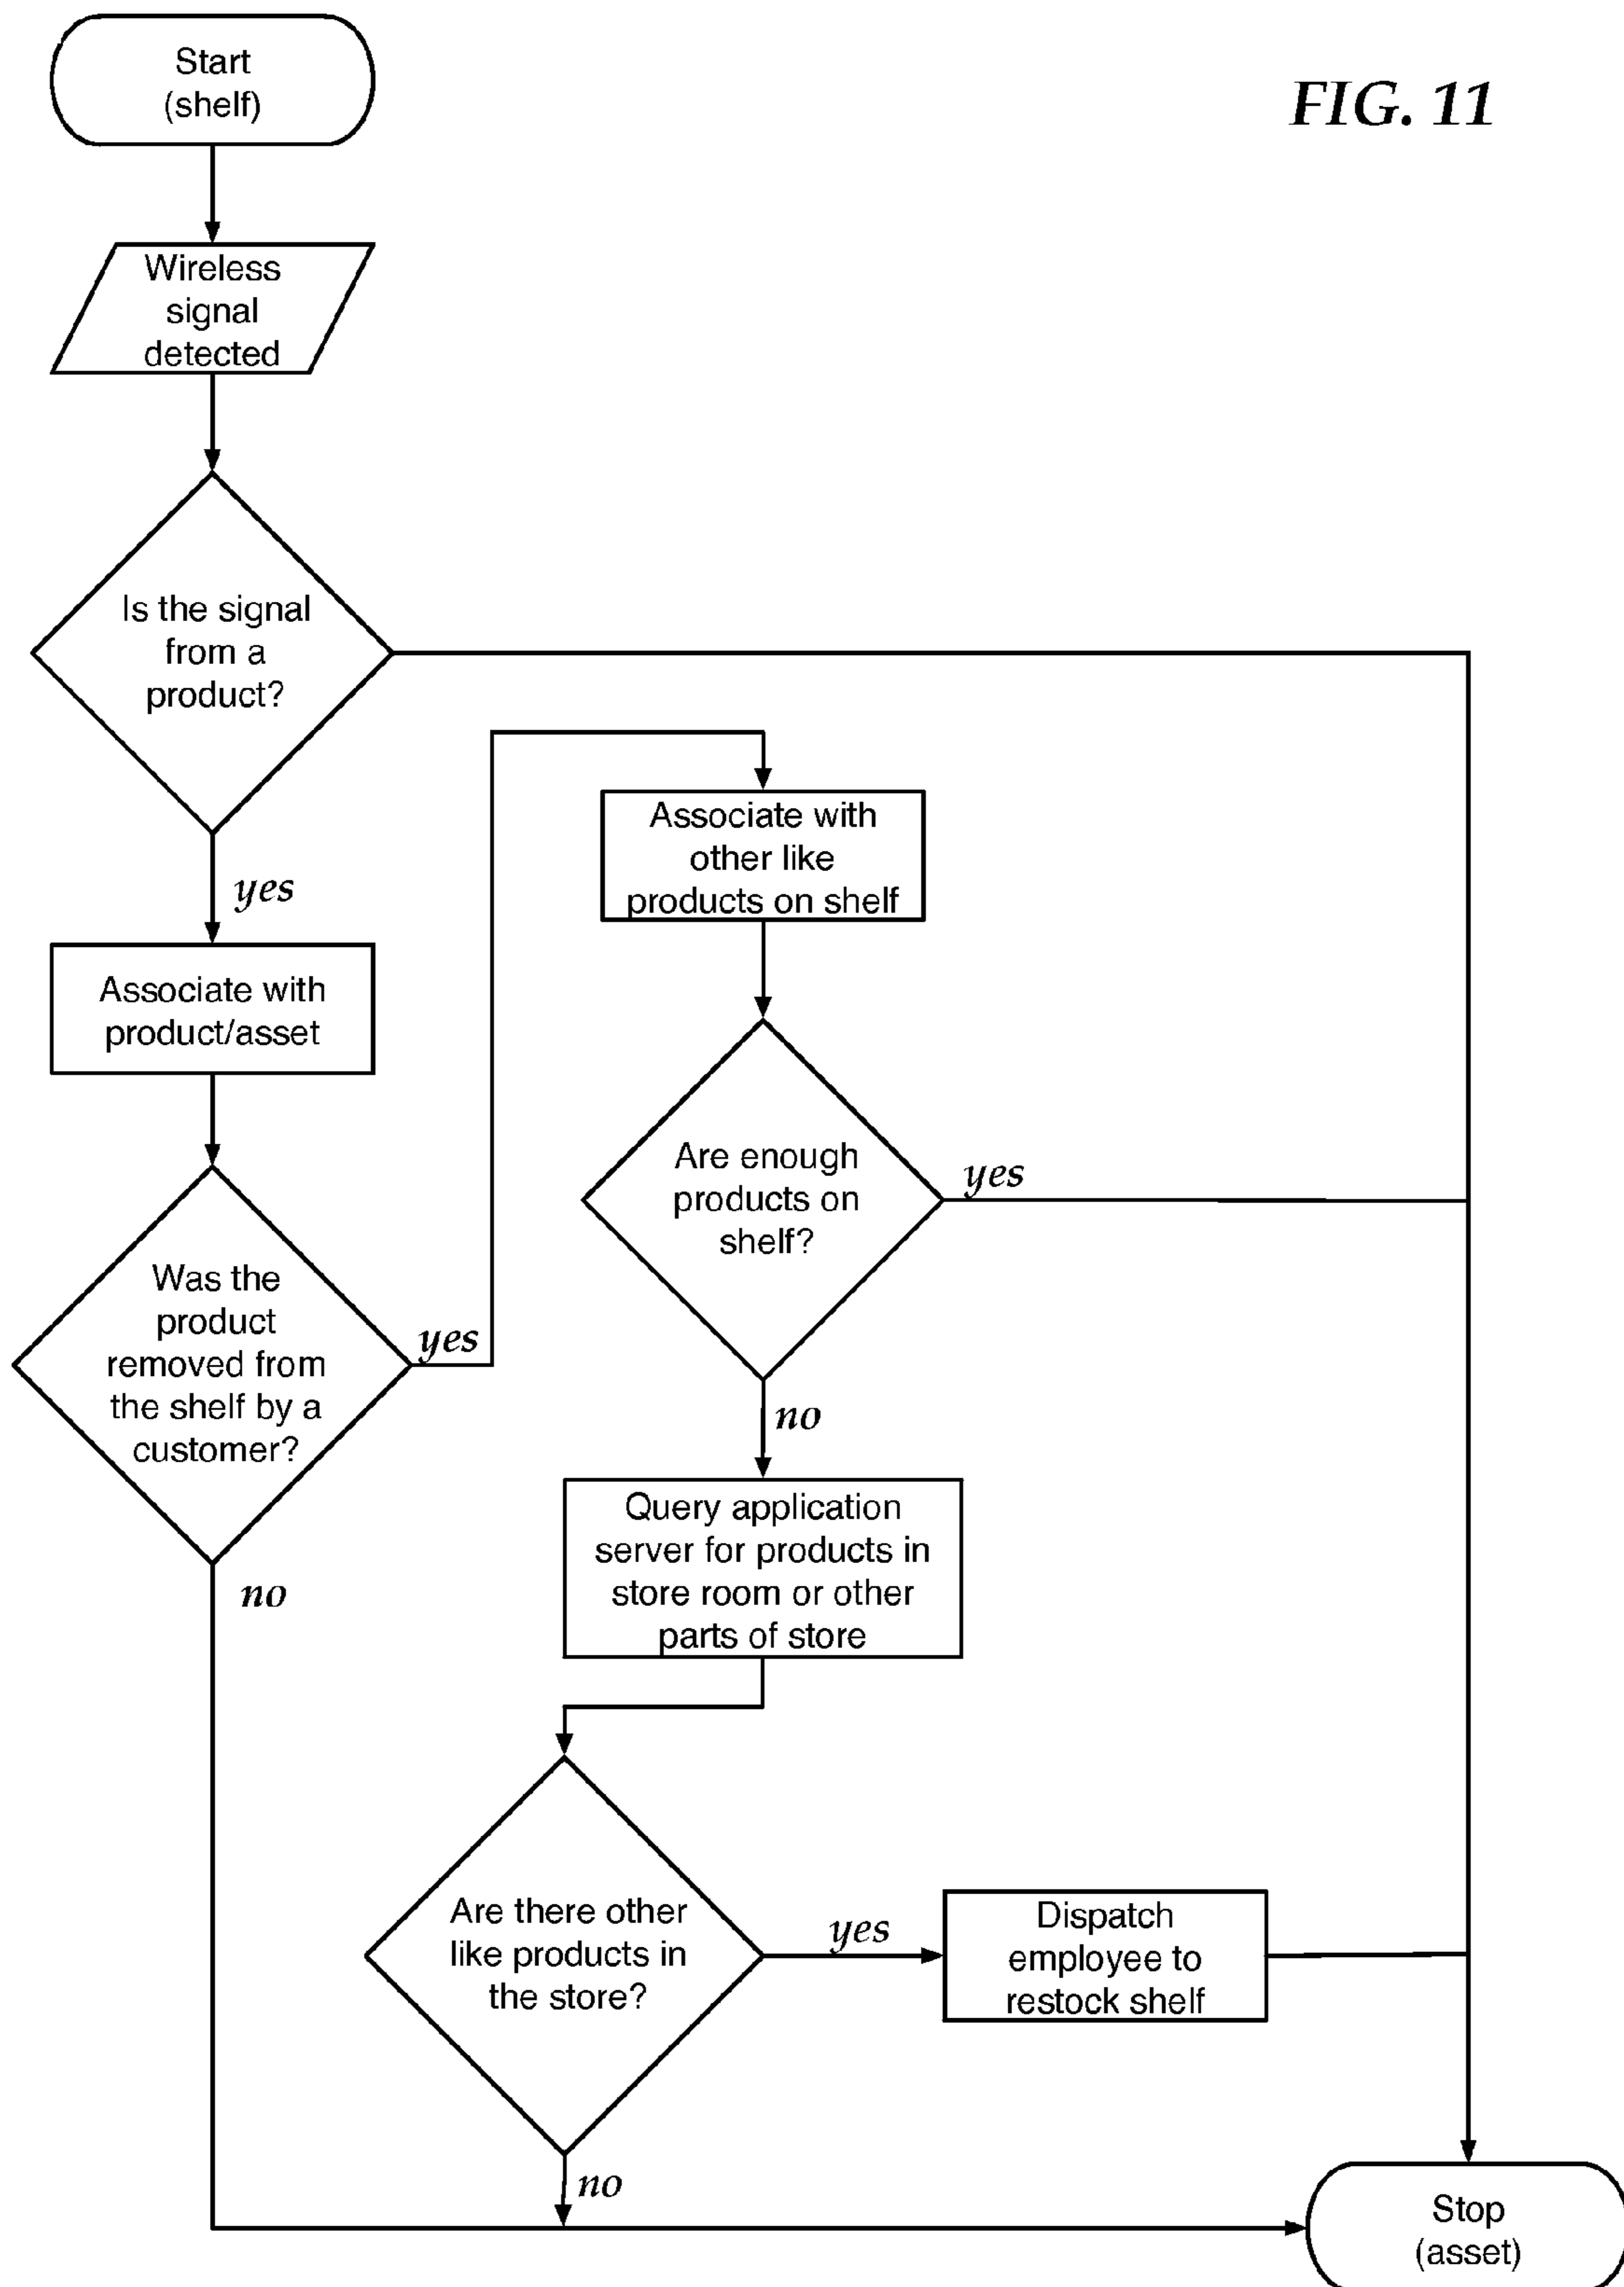 FIG. 11
Start
(shelf)
Wireless
signal
detected
Is the signal
from a
product?
yes
Associate with
product/asset
Was the
product
removed from
the shelf by a
customer?
yes
no
Associate with
other like
products on shelf
Are enough
products on
shelf?
yes
no
Query application
server for products in
store room or other
parts of store
Are there other
like products in
the store?
yes
no
Dispatch
employee to
restock shelf
Stop
(asset)